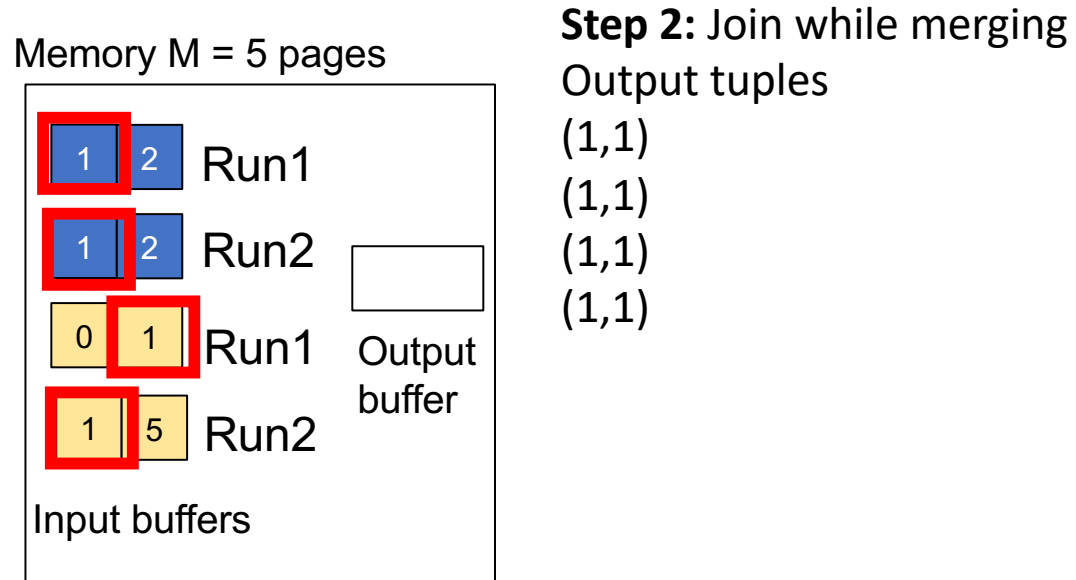 Memory M = 5 pages
1 2 Run1
1 2 Run2
0 1 Run1
1 5 Run2
Output
buffer
Input buffers
Step 2: Join while merging
Output tuples
(1,1)
(1,1)
(1,1)
(1,1)